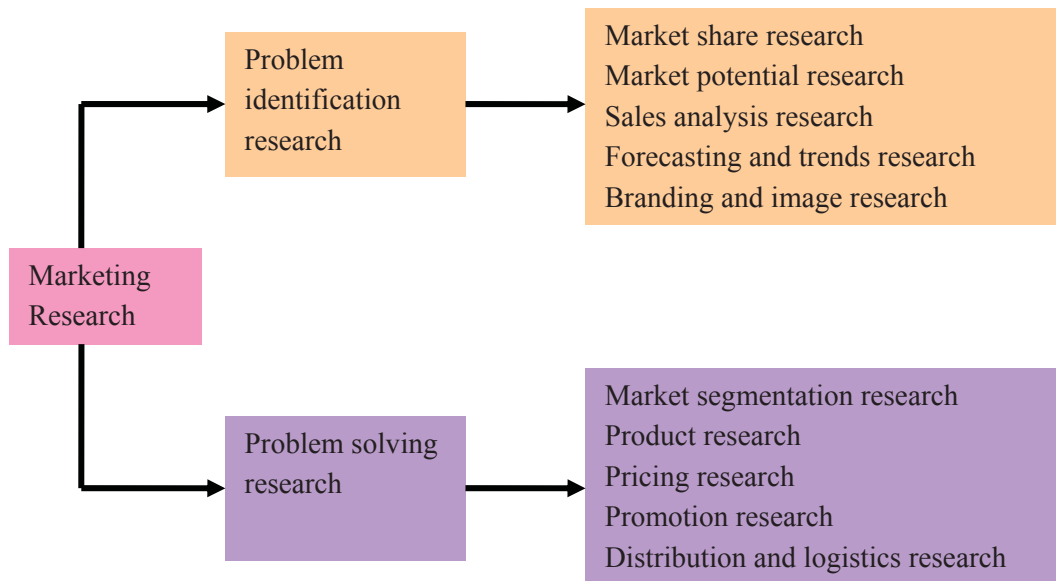 Problem
identification
research
Market share research
Market potential research
Sales analysis research
Forecasting and trends research
Branding and image research
Marketing
Research
Problem solving
research
Market segmentation research
Product research
Pricing research
Promotion research
Distribution and logistics research